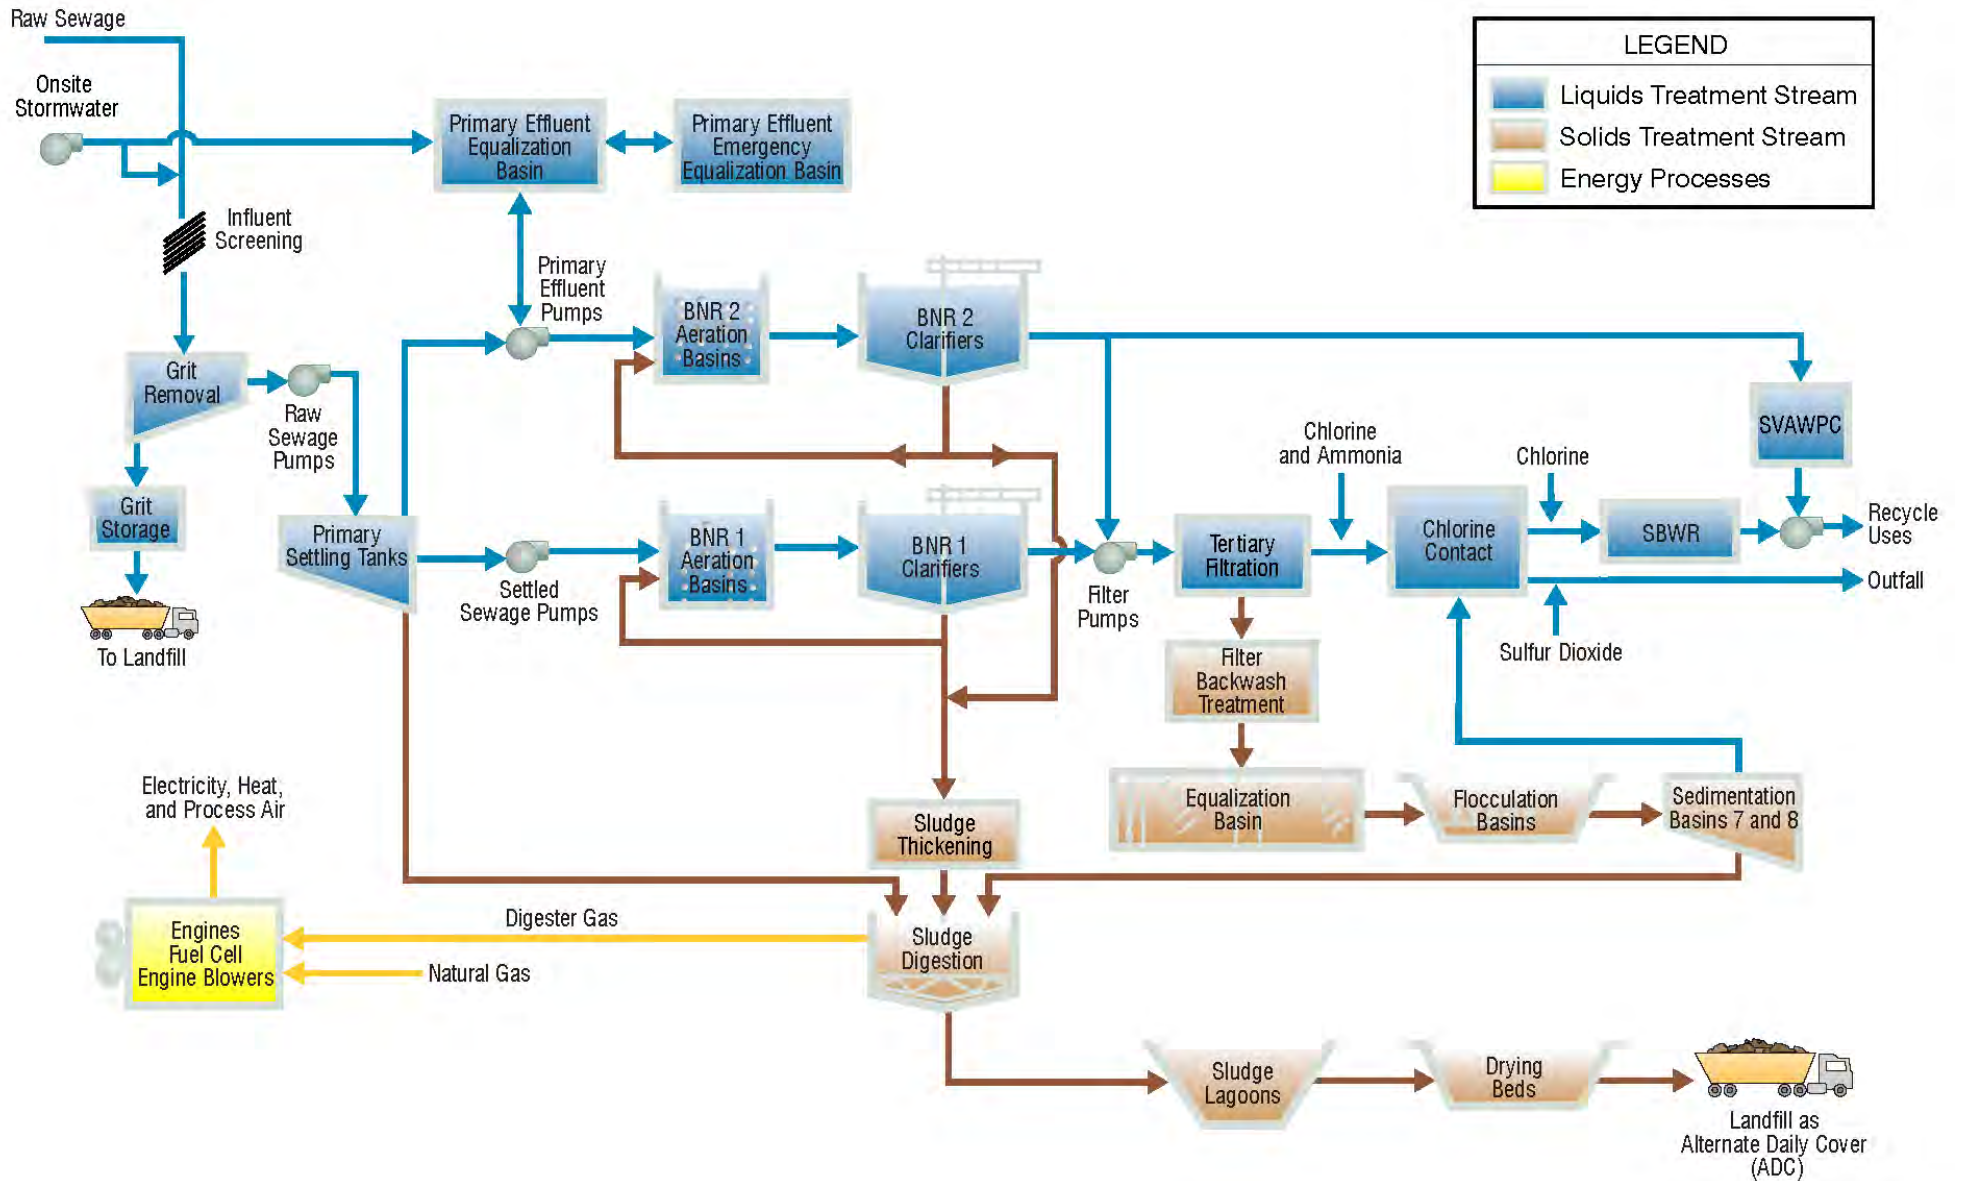 Raw Sewage
Onsite
Stormwater
Influent
Screening
Primary Effluent
Equalization
Basin
Primary Effluent
Emergency
Equalization Basin
LEGEND
Liquids Treatment Stream
Solids Treatment Stream
Energy Processes
Primary
Effluent
Pumps
BNR 2
Aeration
Basins
BNR 2
Clarifiers
Grit
Removal
Raw
Sewage
Pumps
Grit
Storage
To Landfill
Primary
Settling Tanks
Settled
Sewage Pumps
BNR 1
Aeration
Basins
BNR 1
Clarifiers
Filter
Pumps
Tertiary
Filtration
Chlorine
and Ammonia
Chlorine
Contact
Chlorine
SBWR
SVAWPC
Recycle
Uses
Outfall
Sulfur Dioxide
Filter
Backwash
Treatment
Equalization
Basin
Flocculation
Basins
Sedimentation
Basins 7 and 8
Electricity, Heat,
and Process Air
Engines
Fuel Cell
Engine Blowers
Digester Gas
Natural Gas
Sludge
Thickening
Sludge
Digestion
Sludge
Lagoons
Drying
Beds
Landfill as
Alternate Daily Cover
(ADC)